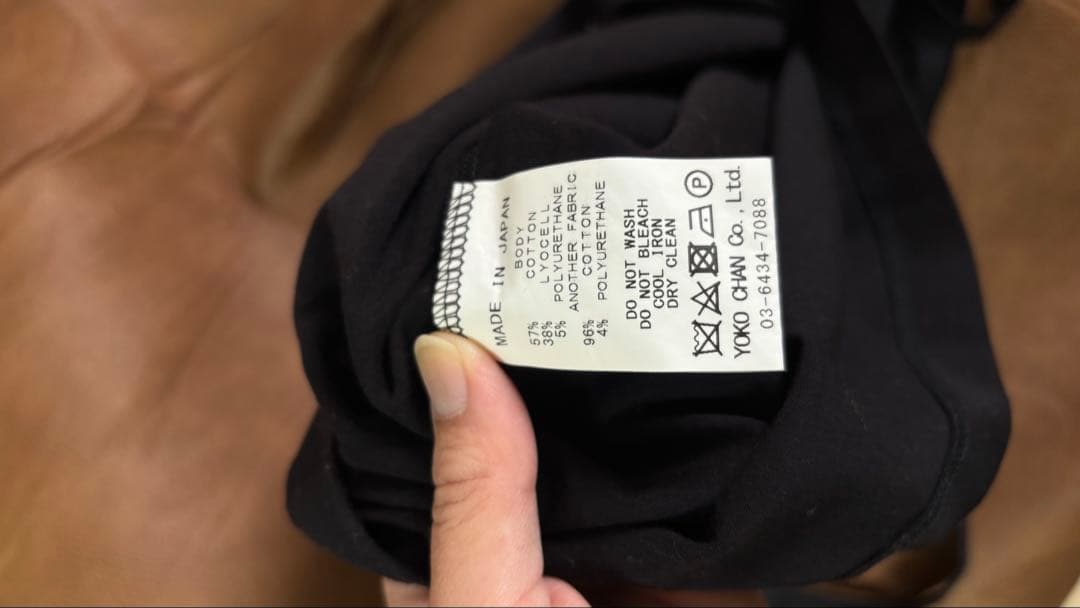 MADE IN JAPAN
BODY
57% COTTON
38% LYOCELL
5% POLYURETHANE
ANOTHER FABRIC
96% COTTON
4% POLYURETHANE
DO NOT WASH
DO NOT BLEACH
COOL IRON
DRY CLEAN
P
YOKO CHAN Co., Ltd.
03-6434-7088